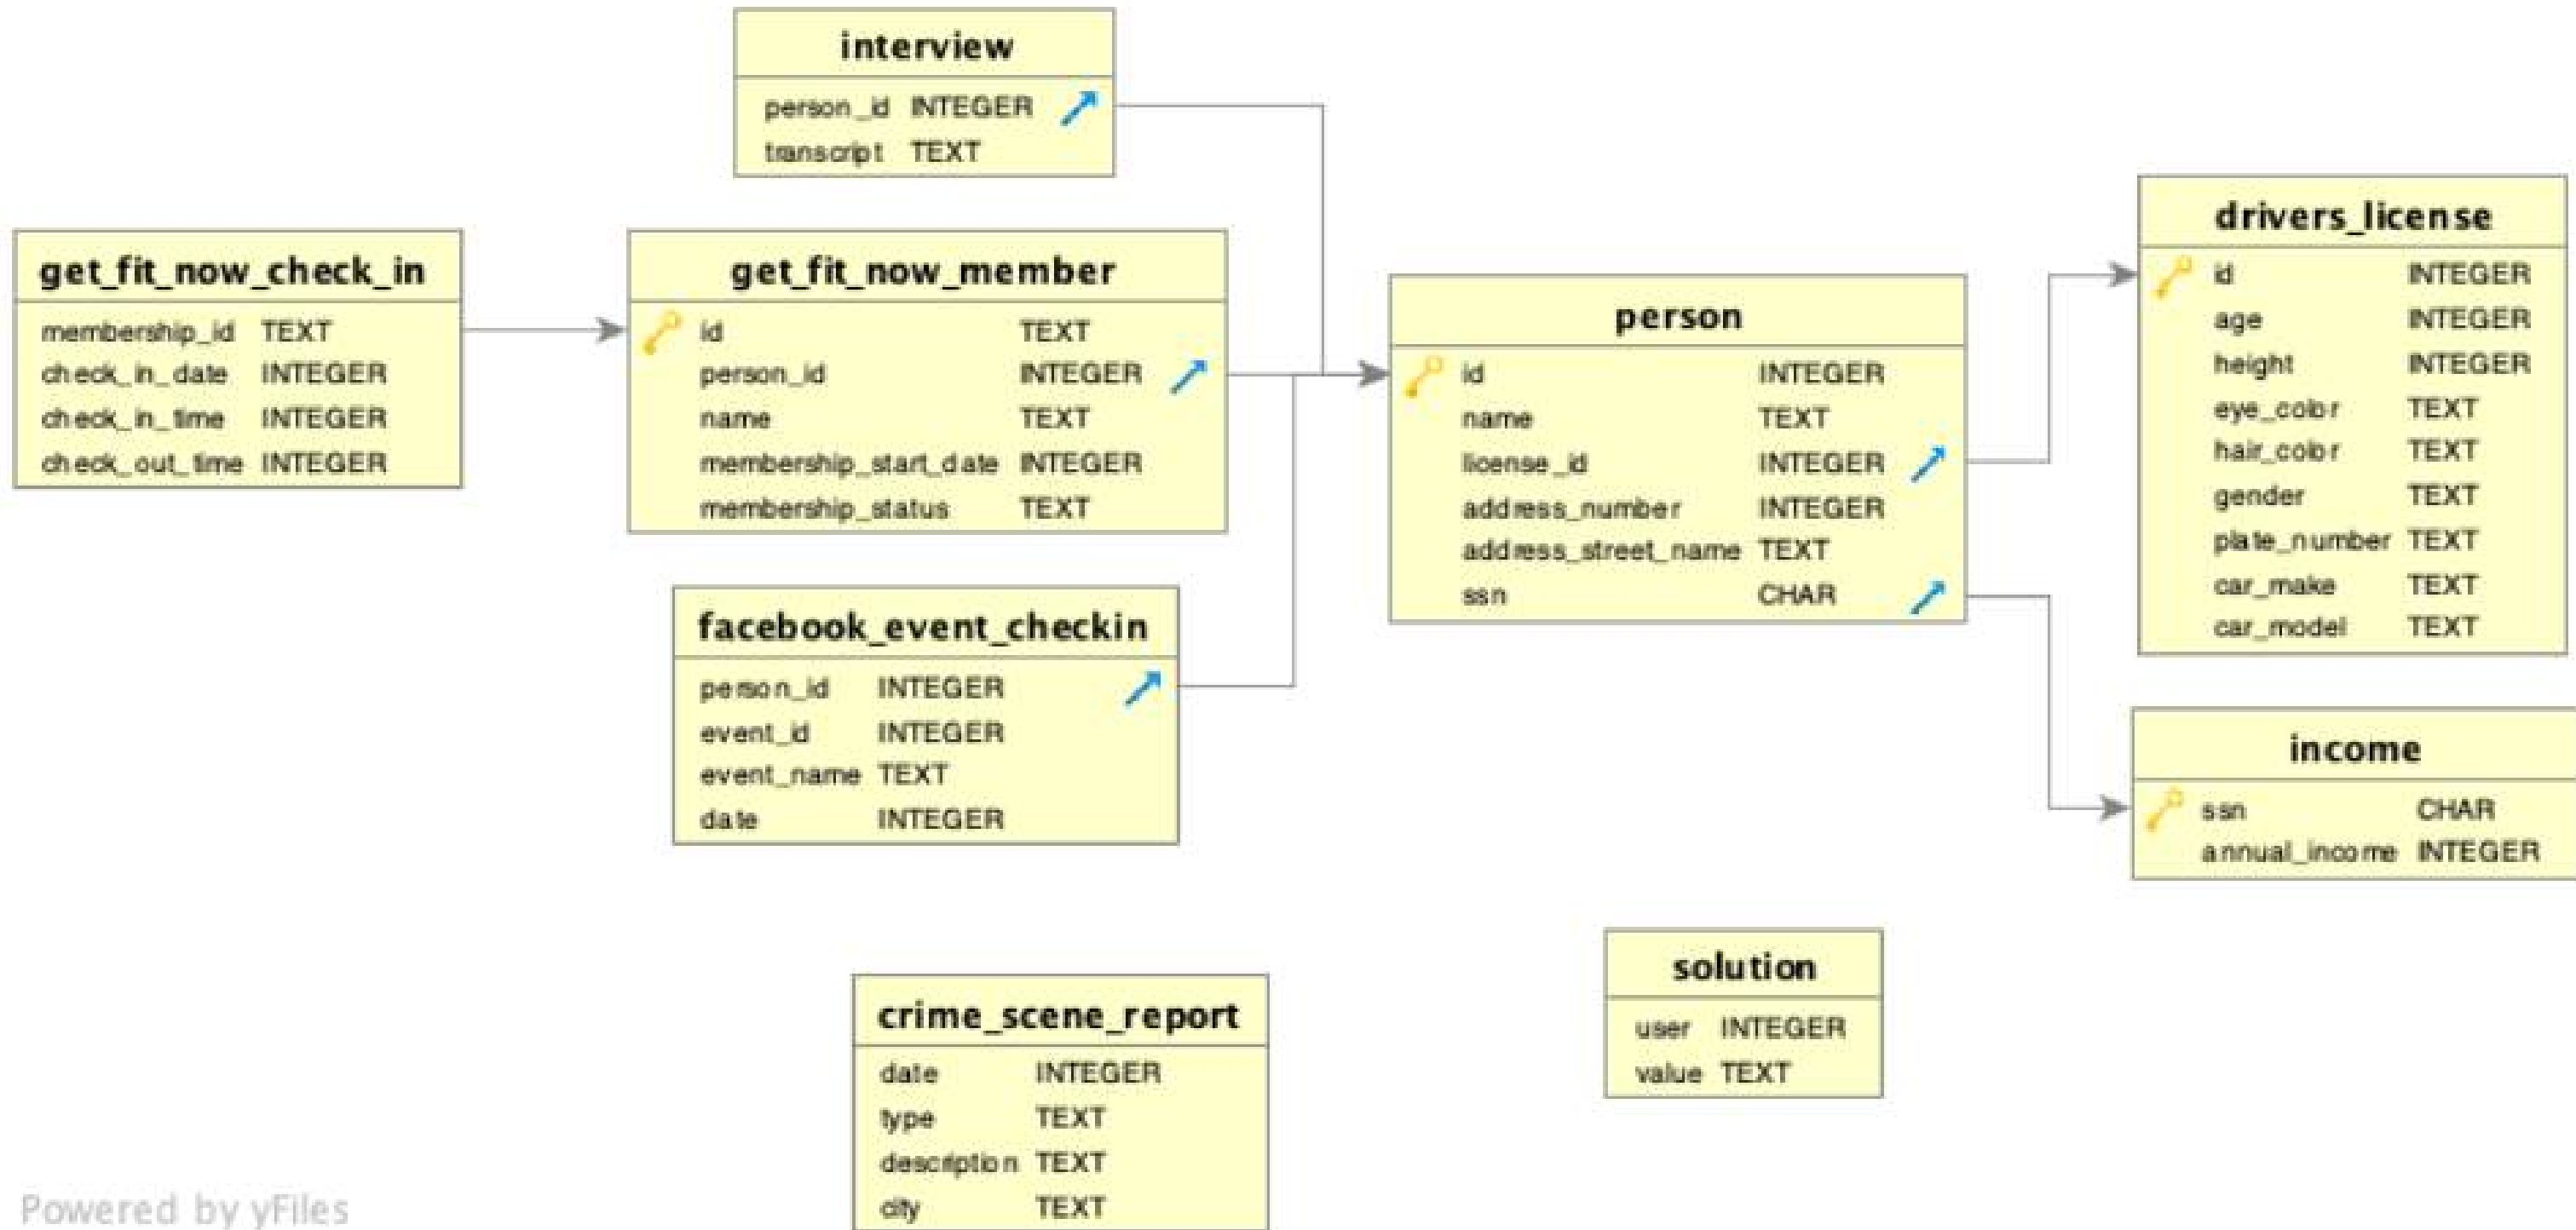 interview
person_id INTEGER
transcript TEXT
get_fit_now_check_in
membership_id TEXT
check_in_date INTEGER
check_in_time INTEGER
check_out_time INTEGER
get_fit_now_member
id TEXT
person_id INTEGER
name TEXT
membership_start_date INTEGER
membership_status TEXT
facebook_event_checkin
person_id INTEGER
event_id INTEGER
event_name TEXT
date INTEGER
person
id INTEGER
name TEXT
license_id INTEGER
address_number INTEGER
address_street_name TEXT
ssn CHAR
drivers_license
id INTEGER
age INTEGER
height INTEGER
eye_color TEXT
hair_color TEXT
gender TEXT
plate_number TEXT
car_make TEXT
car_model TEXT
income
ssn CHAR
annual_income INTEGER
solution
user INTEGER
value TEXT
crime_scene_report
date INTEGER
type TEXT
description TEXT
city TEXT
Powered by yFiles